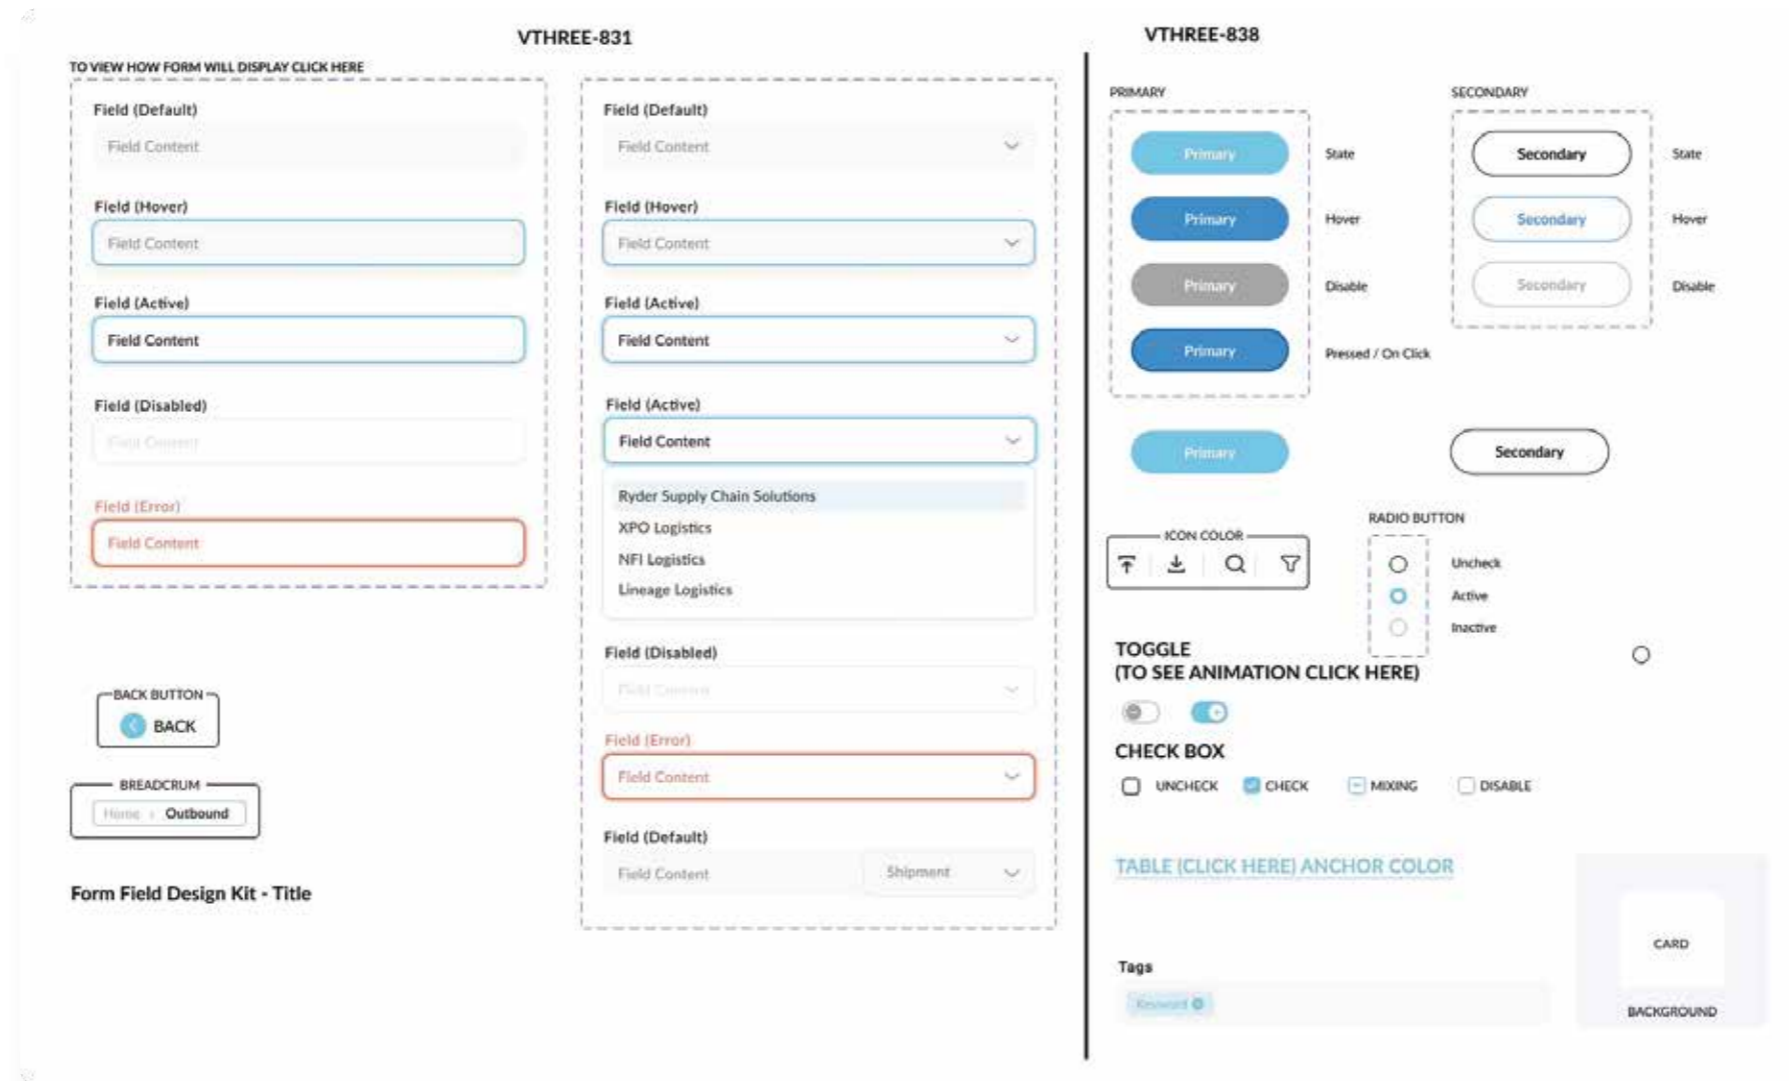 VTHREE-831
TO VIEW HOW FORM WILL DISPLAY CLICK HERE
Field (Default)
Field Content
Field (Hover)
Field Content
Field (Active)
Field Content
Field (Disabled)
Field Content
Field (Error)
Field Content
BACK BUTTON
BACK
BREADCRUM
Home › Outbound
Form Field Design Kit - Title
Field (Default)
Field Content
Field (Hover)
Field Content
Field (Active)
Field Content
Field (Active)
Field Content
Ryder Supply Chain Solutions
XPO Logistics
NFI Logistics
Lineage Logistics
Field (Disabled)
Field Content
Field (Error)
Field Content
Field (Default)
Field Content Shipment
VTHREE-838
PRIMARY
Primary State
Primary Hover
Primary Disable
Primary Pressed / On Click
Primary
SECONDARY
Secondary State
Secondary Hover
Secondary Disable
Secondary
ICON COLOR
RADIO BUTTON
Uncheck
Active
Inactive
TOGGLE
(TO SEE ANIMATION CLICK HERE)
CHECK BOX
UNCHECK CHECK MIXING DISABLE
TABLE (CLICK HERE) ANCHOR COLOR
Tags
Keyword
CARD
BACKGROUND